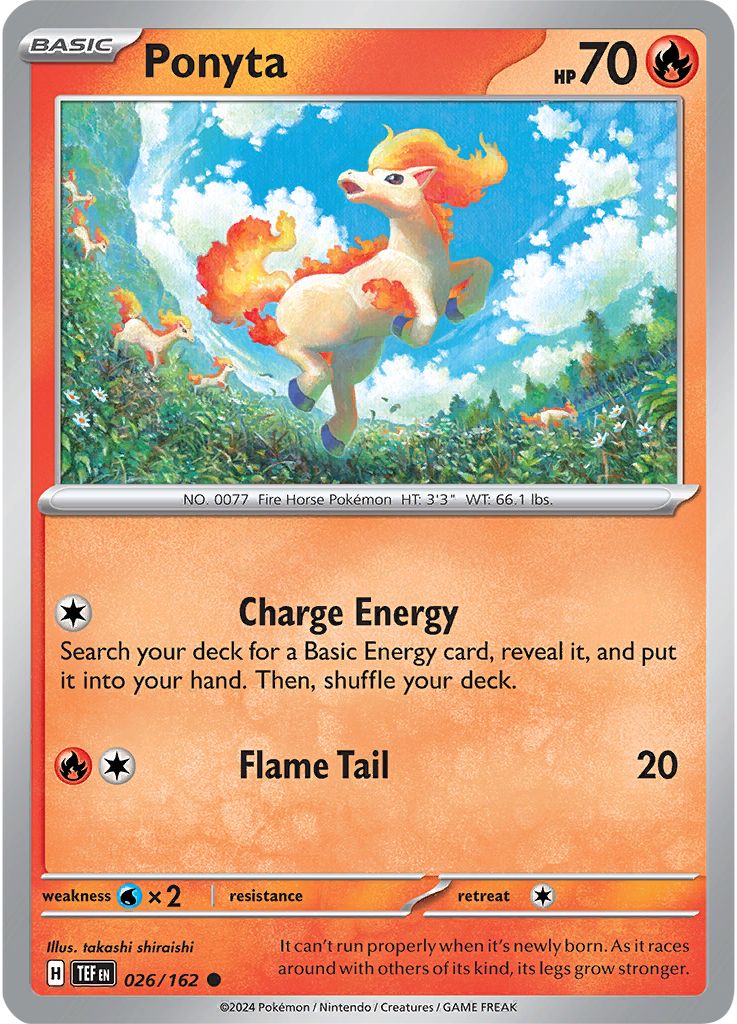 BASIC Ponyta HP 70
NO. 0077 Fire Horse Pokémon HT: 3'3" WT: 66.1 lbs.
Charge Energy
Search your deck for a Basic Energy card, reveal it, and put
it into your hand. Then, shuffle your deck.
Flame Tail 20
weakness ×2 resistance retreat
Illus. takashi shiraishi
H TEF EN 026/162
It can't run properly when it's newly born. As it races
around with others of its kind, its legs grow stronger.
©2024 Pokémon / Nintendo / Creatures / GAME FREAK